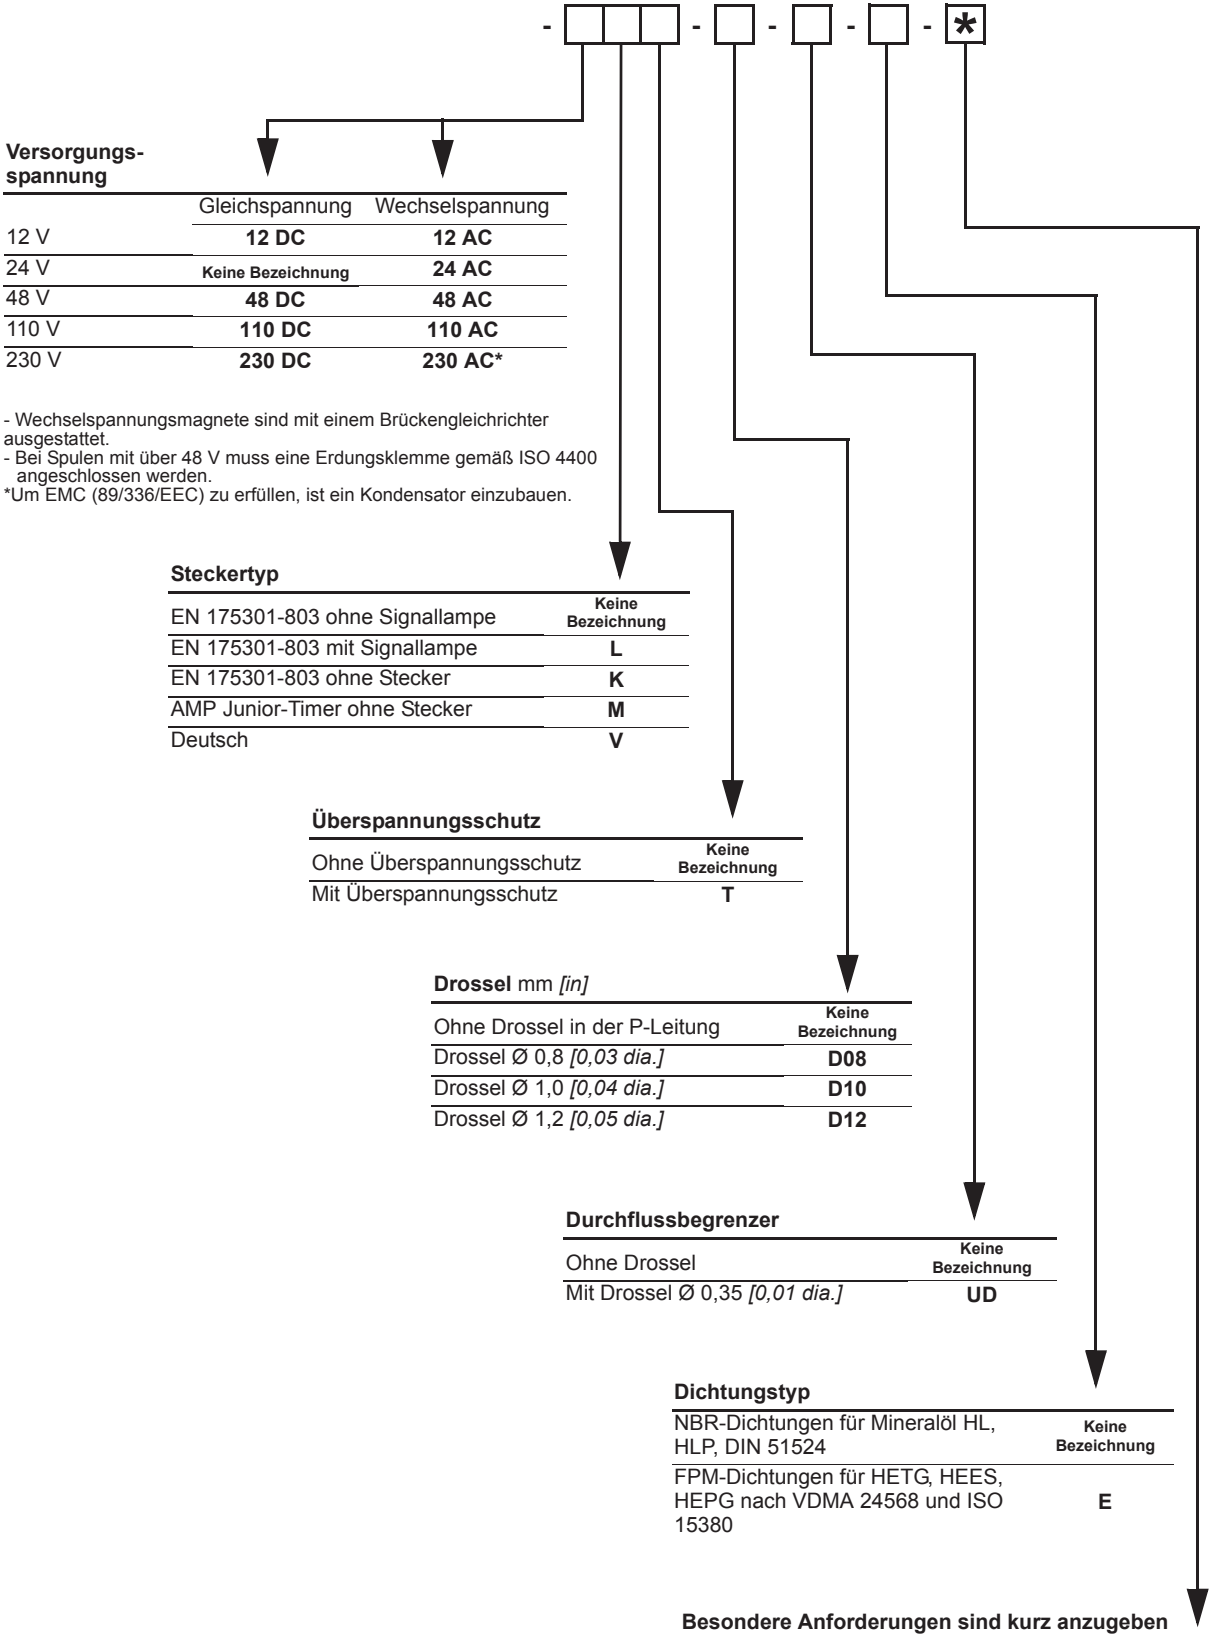 - - - - - *
Versorgungs-
spannung
Gleichspannung Wechselspannung
12 V 12 DC 12 AC
24 V Keine Bezeichnung 24 AC
48 V 48 DC 48 AC
110 V 110 DC 110 AC
230 V 230 DC 230 AC*
- Wechselspannungsmagnete sind mit einem Brückengleichrichter
ausgestattet.
- Bei Spulen mit über 48 V muss eine Erdungsklemme gemäß ISO 4400
angeschlossen werden.
*Um EMC (89/336/EEC) zu erfüllen, ist ein Kondensator einzubauen.
Steckertyp
EN 175301-803 ohne Signallampe Keine Bezeichnung
EN 175301-803 mit Signallampe L
EN 175301-803 ohne Stecker K
AMP Junior-Timer ohne Stecker M
Deutsch V
Überspannungsschutz
Ohne Überspannungsschutz Keine Bezeichnung
Mit Überspannungsschutz T
Drossel mm [in]
Ohne Drossel in der P-Leitung Keine Bezeichnung
Drossel Ø 0,8 [0,03 dia.] D08
Drossel Ø 1,0 [0,04 dia.] D10
Drossel Ø 1,2 [0,05 dia.] D12
Durchflussbegrenzer
Ohne Drossel Keine Bezeichnung
Mit Drossel Ø 0,35 [0,01 dia.] UD
Dichtungstyp
NBR-Dichtungen für Mineralöl HL,
HLP, DIN 51524 Keine Bezeichnung
FPM-Dichtungen für HETG, HEES,
HEPG nach VDMA 24568 und ISO
15380 E
Besondere Anforderungen sind kurz anzugeben